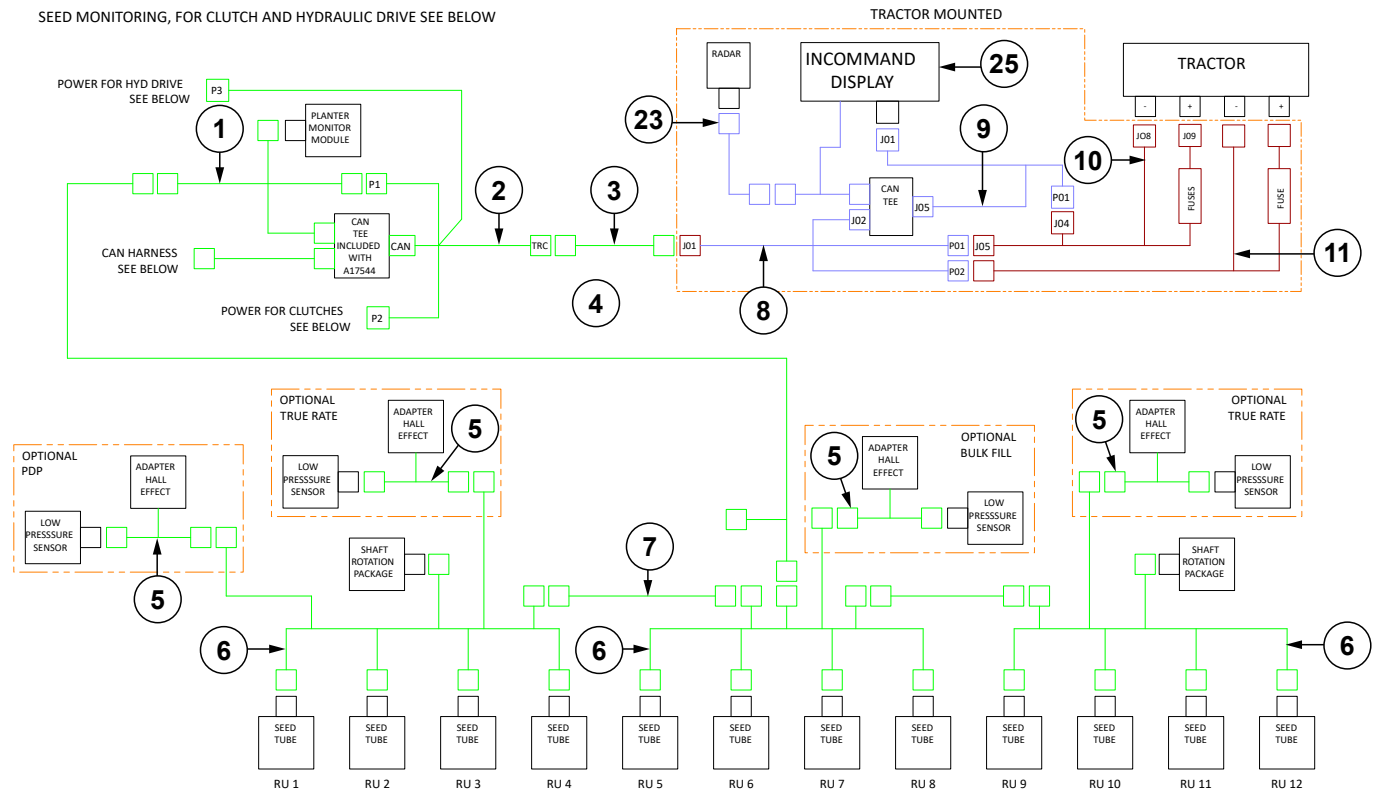 SEED MONITORING, FOR CLUTCH AND HYDRAULIC DRIVE SEE BELOW
TRACTOR MOUNTED
POWER FOR HYD DRIVE
SEE BELOW
P3
1
PLANTER
MONITOR
MODULE
P1
CAN
TEE
INCLUDED
WITH
A17544
CAN
CAN HARNESS
SEE BELOW
POWER FOR CLUTCHES
SEE BELOW
P2
2
TRC
3
4
RADAR
23
INCOMMAND
DISPLAY
25
J01
9
CAN
TEE
J02
J05
P01
J04
J01
8
P01
J05
P02
TRACTOR
-
+
-
+
10
JO8
J09
FUSES
FUSE
11
OPTIONAL
PDP
ADAPTER
HALL
EFFECT
LOW
PRESSSURE
SENSOR
5
OPTIONAL
TRUE RATE
ADAPTER
HALL
EFFECT
5
LOW
PRESSSURE
SENSOR
SHAFT
ROTATION
PACKAGE
7
5
ADAPTER
HALL
EFFECT
OPTIONAL
BULK FILL
LOW
PRESSSURE
SENSOR
5
ADAPTER
HALL
EFFECT
OPTIONAL
TRUE RATE
LOW
PRESSSURE
SENSOR
SHAFT
ROTATION
PACKAGE
6
6
6
SEED
TUBE
SEED
TUBE
SEED
TUBE
SEED
TUBE
SEED
TUBE
SEED
TUBE
SEED
TUBE
SEED
TUBE
SEED
TUBE
SEED
TUBE
SEED
TUBE
SEED
TUBE
RU 1
RU 2
RU 3
RU 4
RU 5
RU 6
RU 7
RU 8
RU 9
RU 10
RU 11
RU 12